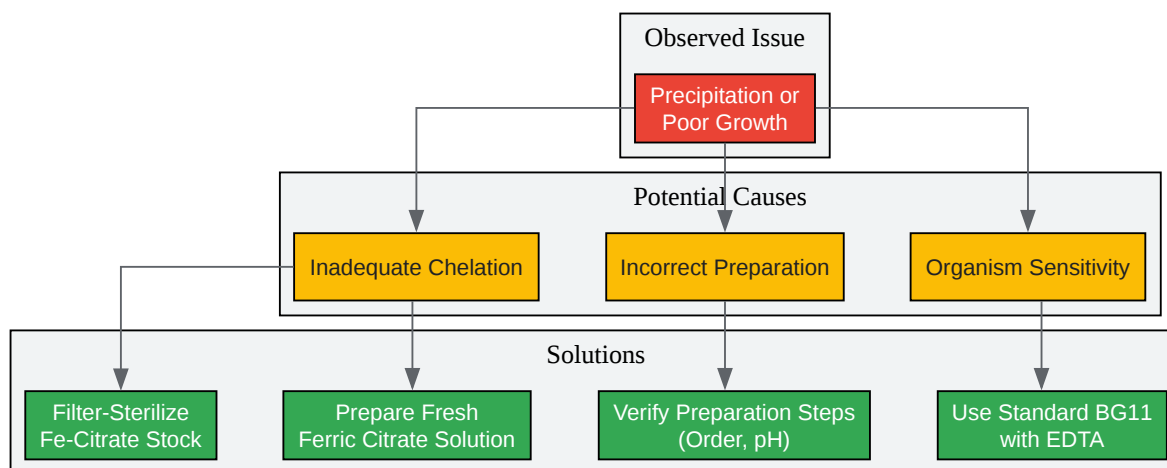 Observed Issue
Precipitation or
Poor Growth
Potential Causes
Inadequate Chelation
Incorrect Preparation
Organism Sensitivity
Solutions
Filter-Sterilize
Fe-Citrate Stock
Prepare Fresh
Ferric Citrate Solution
Verify Preparation Steps
(Order, pH)
Use Standard BG11
with EDTA